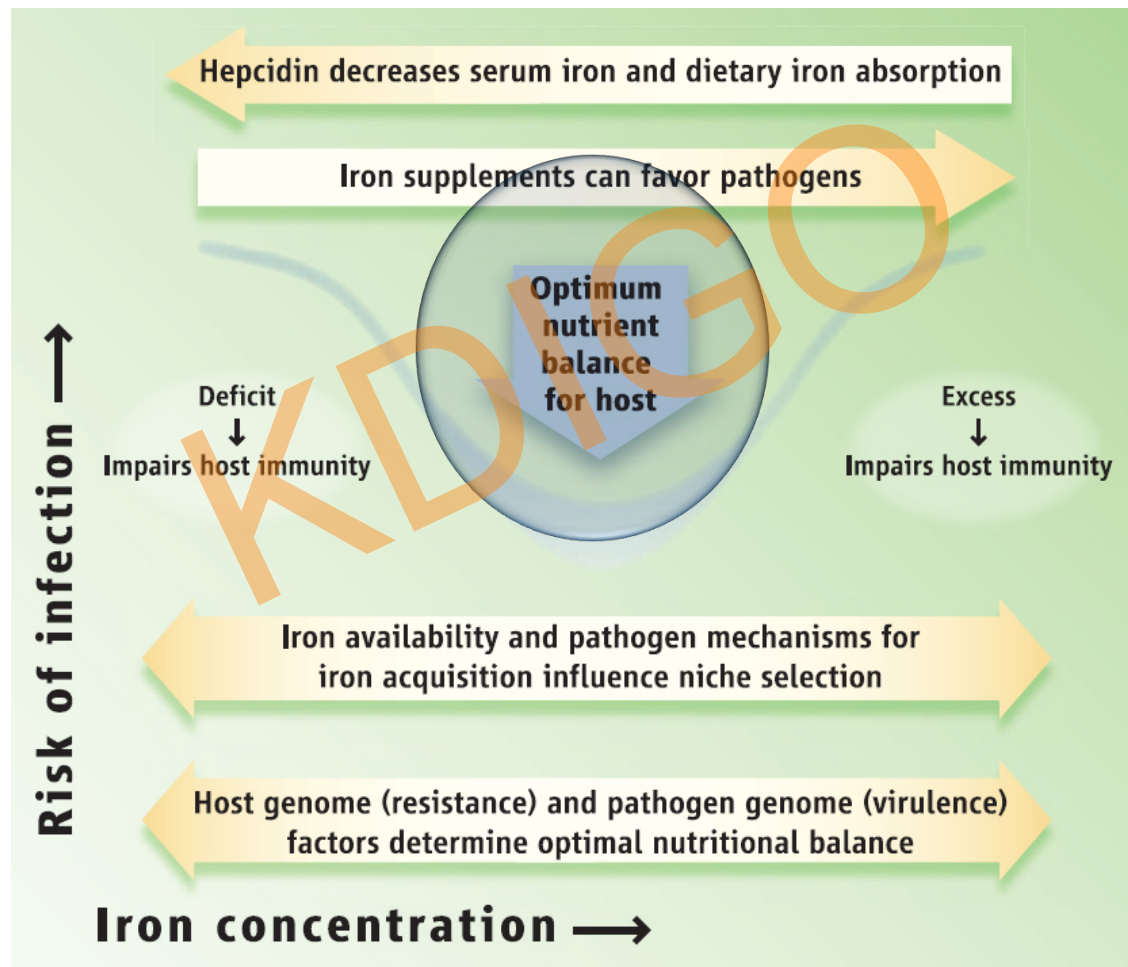 Hepcidin decreases serum iron and dietary iron absorption
Iron supplements can favor pathogens
Optimum
nutrient
balance
for host
Deficit
↓
Impairs host immunity
Excess
↓
Impairs host immunity
KDIGO
Risk of infection →
Iron availability and pathogen mechanisms for
iron acquisition influence niche selection
Host genome (resistance) and pathogen genome (virulence)
factors determine optimal nutritional balance
Iron concentration →